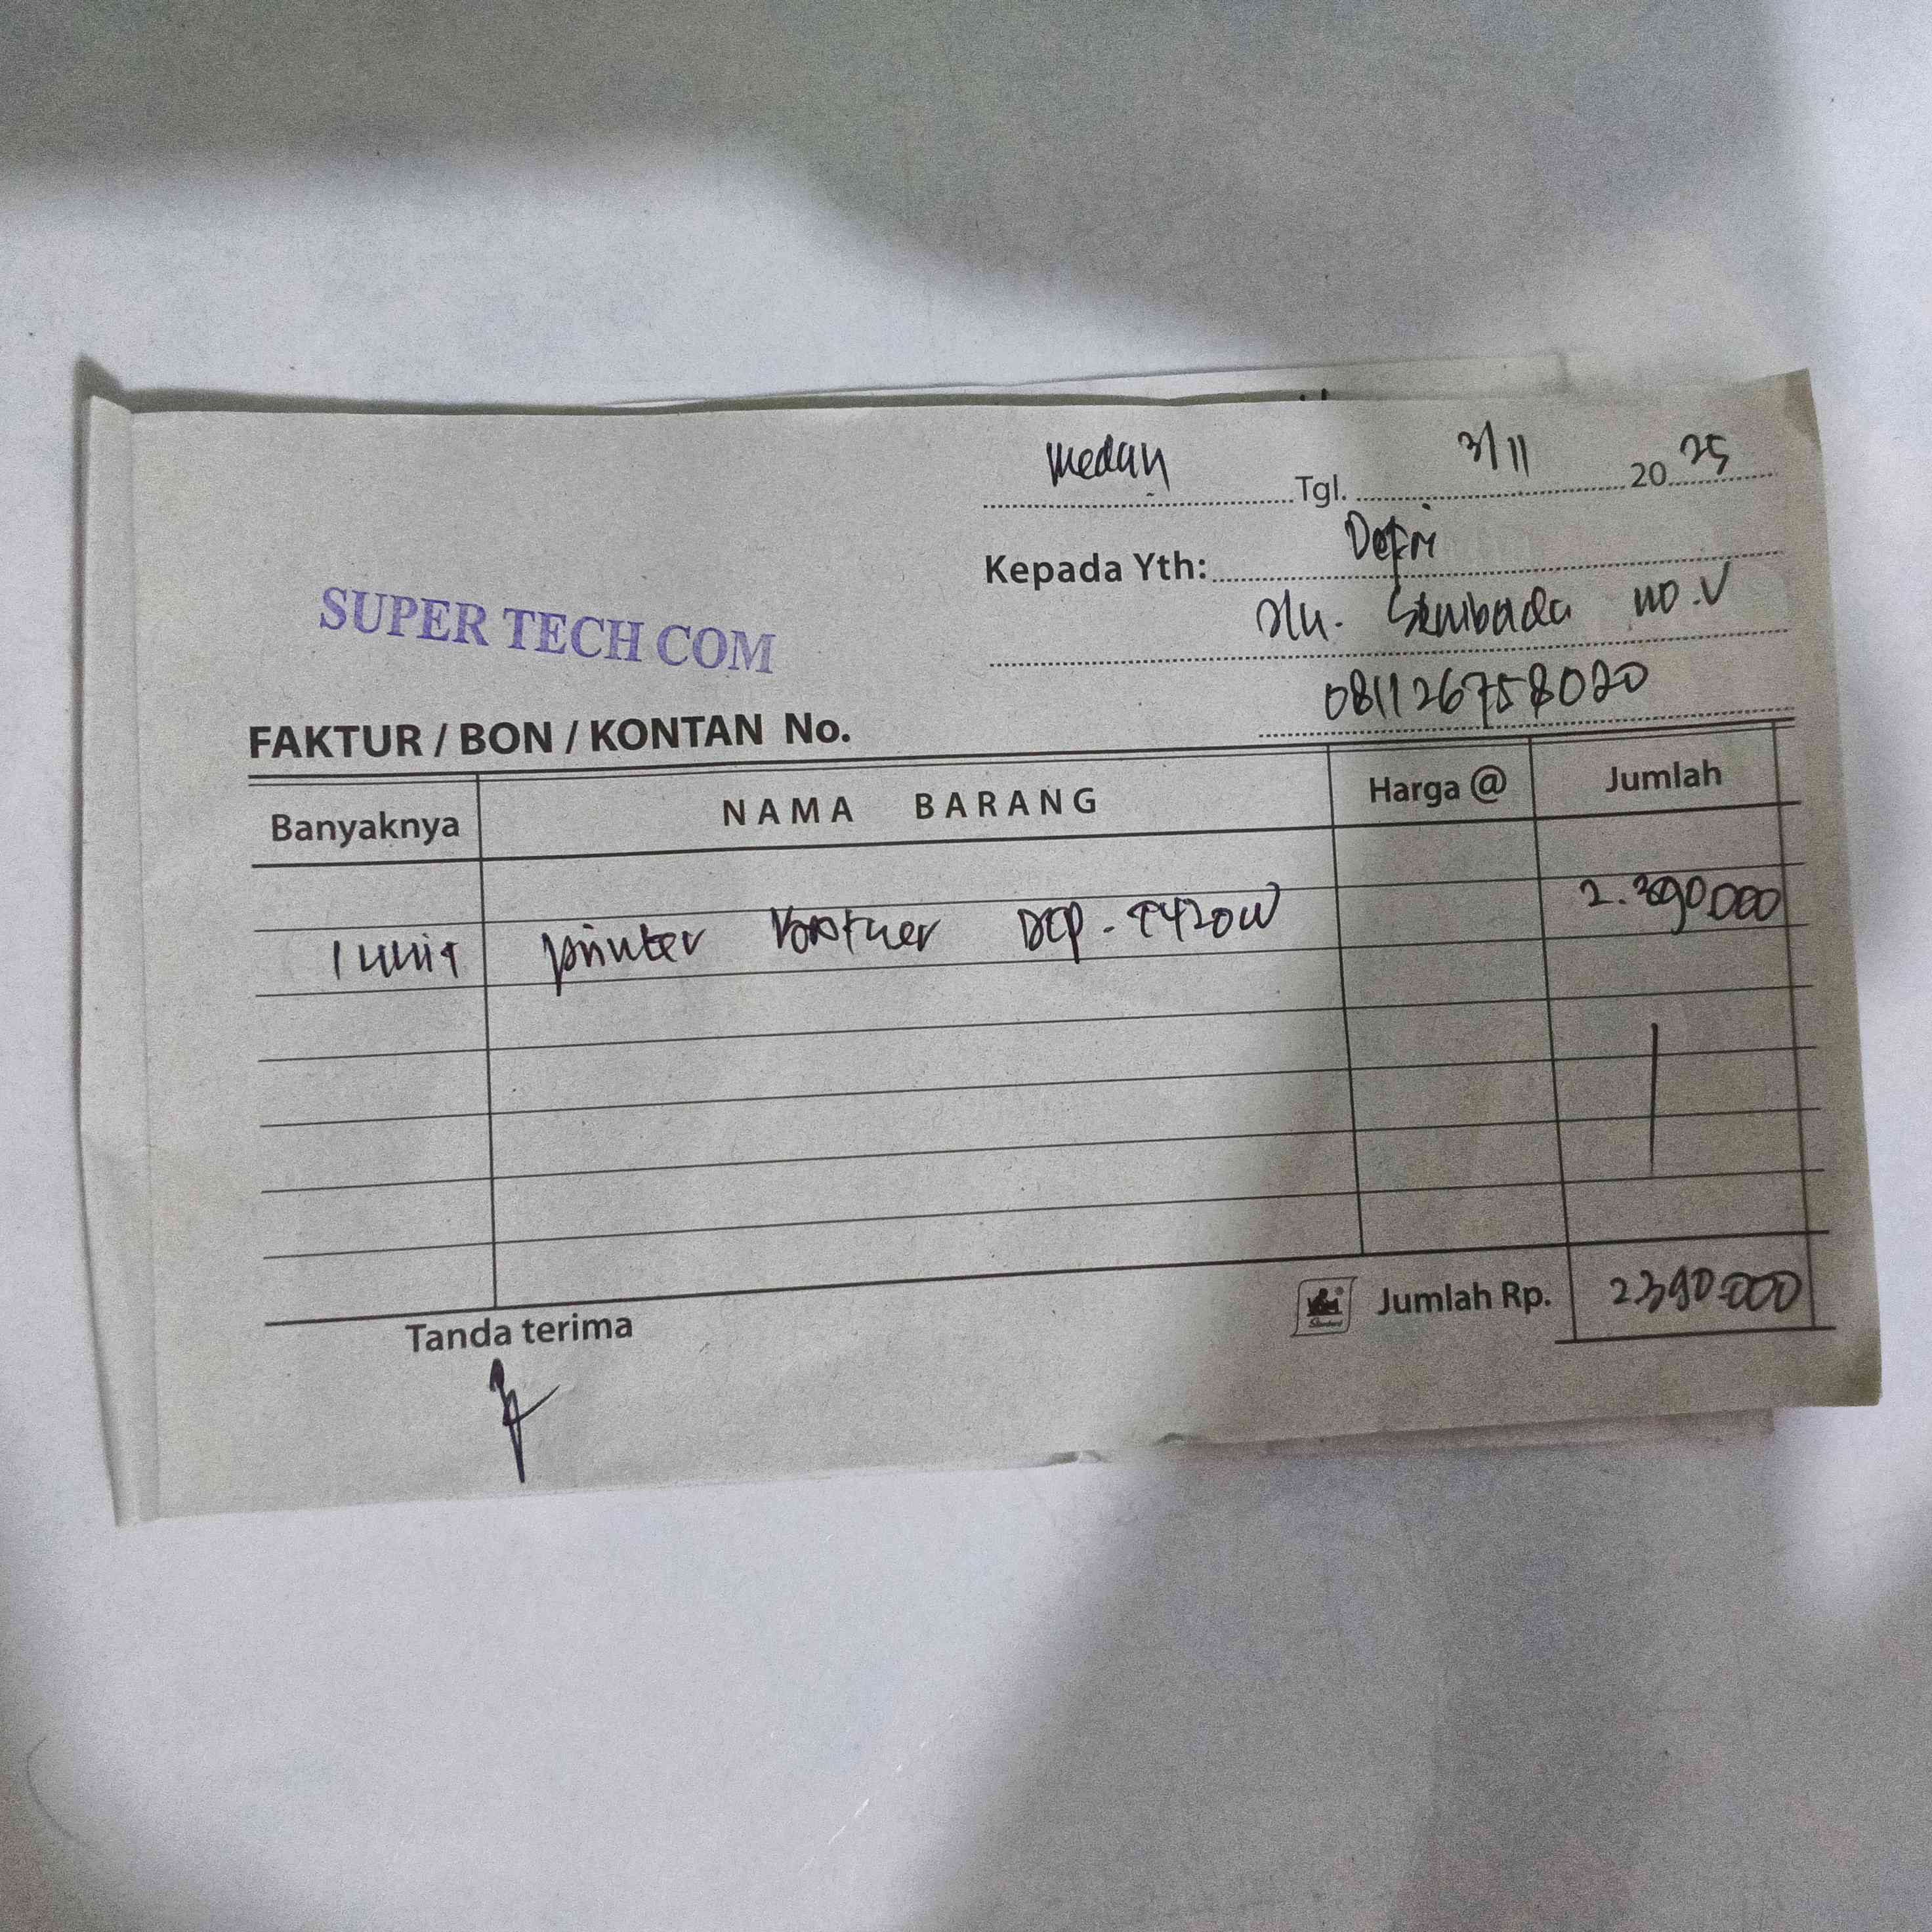 Medan Tgl. 3/11 2025
Kepada Yth: Defri
Jln. Sembada no. V
081126758020
SUPER TECH COM
FAKTUR / BON / KONTAN No.
Banyaknya NAMA BARANG Harga @ Jumlah
1 unit printer Brother DCP-T420W 2.390.000
Jumlah Rp. 2390.000
Tanda terima